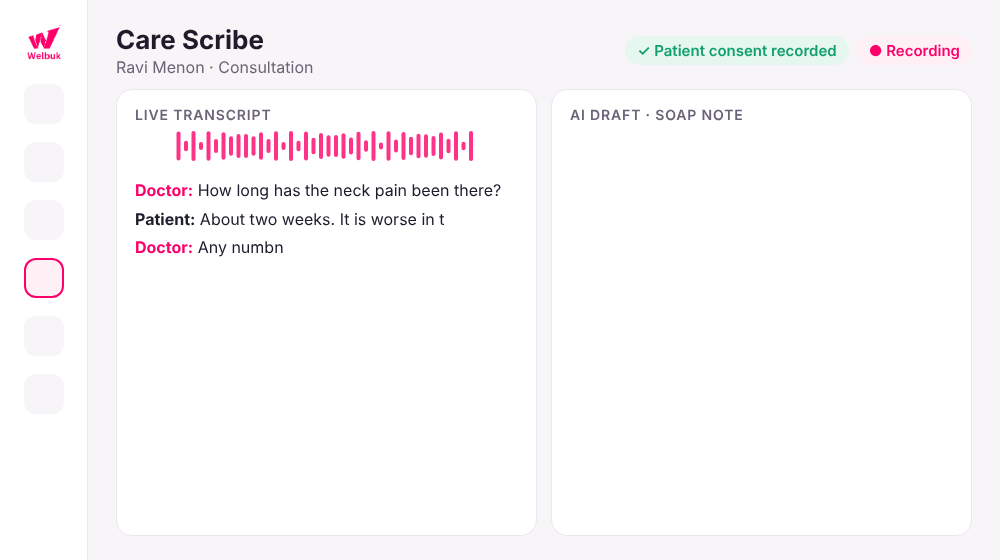 Welbuk
Care Scribe
Ravi Menon · Consultation
✓ Patient consent recorded
Recording
LIVE TRANSCRIPT
Doctor: How long has the neck pain been there?
Patient: About two weeks. It is worse in t
Doctor: Any numbn
AI DRAFT · SOAP NOTE